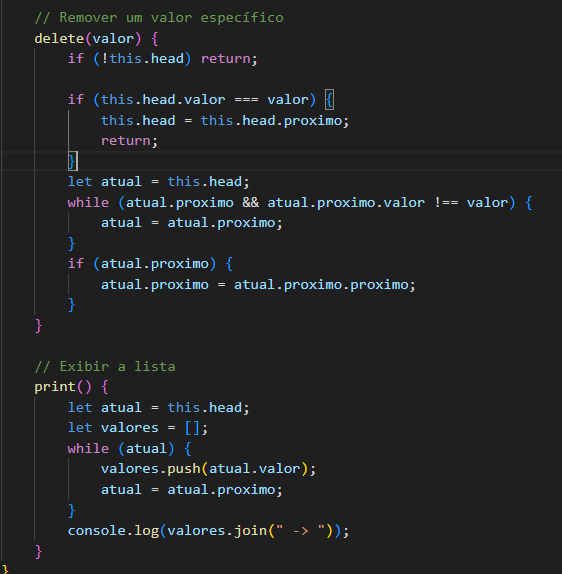 // Remover um valor específico
delete(valor) {
if (!this.head) return;
if (this.head.valor === valor) {
this.head = this.head.proximo;
return;
}
let atual = this.head;
while (atual.proximo && atual.proximo.valor !== valor) {
atual = atual.proximo;
}
if (atual.proximo) {
atual.proximo = atual.proximo.proximo;
}
}
// Exibir a lista
print() {
let atual = this.head;
let valores = [];
while (atual) {
valores.push(atual.valor);
atual = atual.proximo;
}
console.log(valores.join(" -> "));
}
}